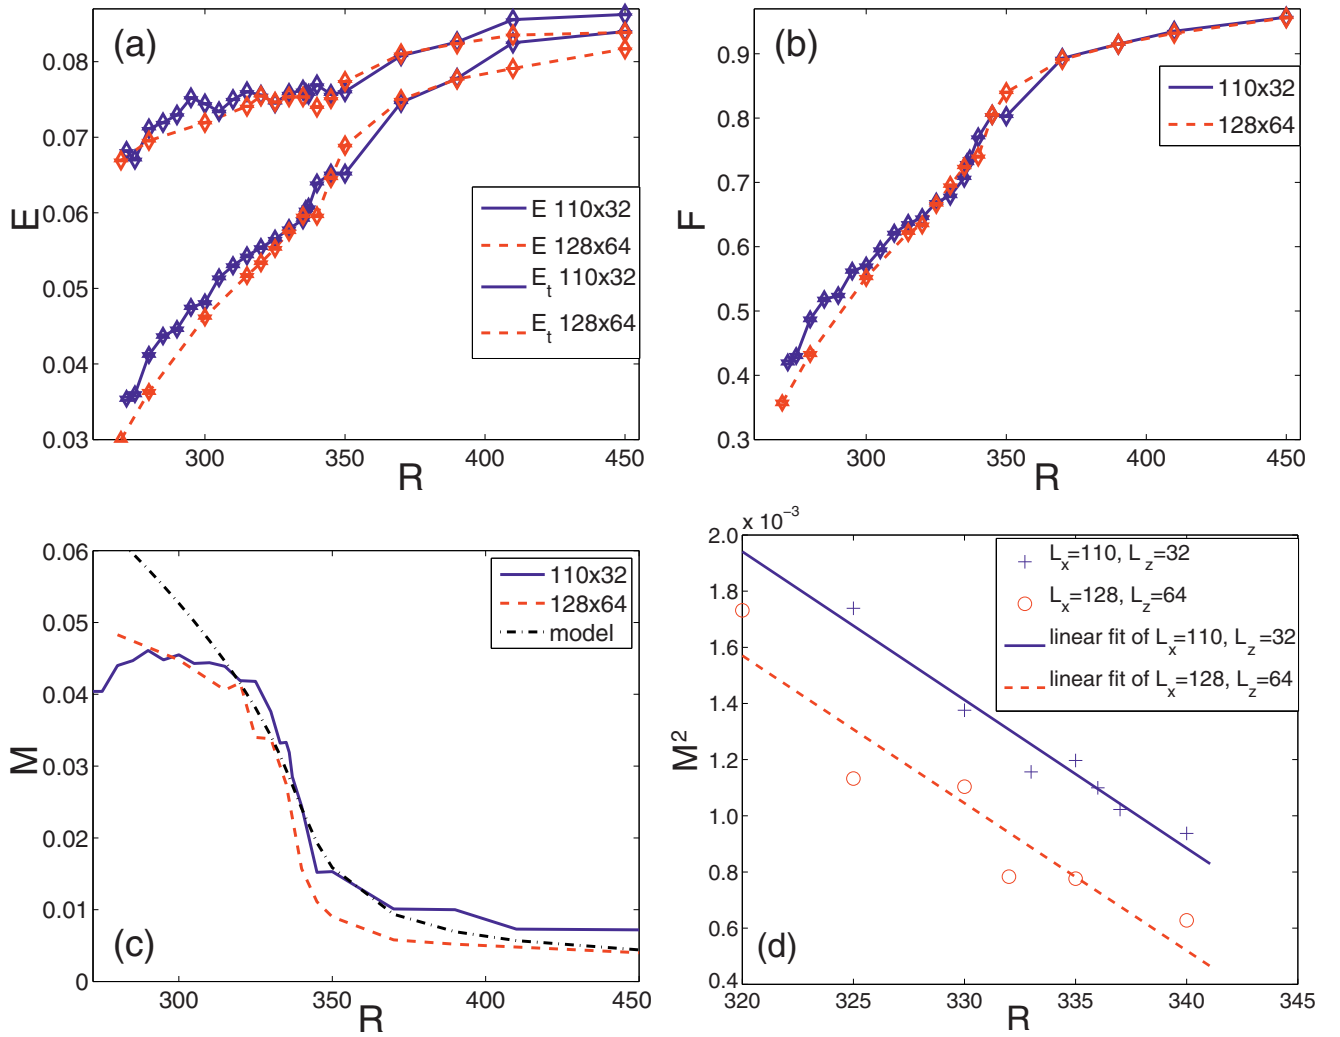 (a)
E
0.08
0.07
0.06
0.05
0.04
0.03
300
350
400
450
R
E 110x32
E 128x64
E_t 110x32
E_t 128x64
(b)
F
0.9
0.8
0.7
0.6
0.5
0.4
0.3
300
350
400
450
R
110x32
128x64
(c)
M
0.06
0.05
0.04
0.03
0.02
0.01
0
300
350
400
450
R
110x32
128x64
model
(d)
x 10^-3
M^2
2.0
1.8
1.6
1.4
1.2
1.0
0.8
0.6
0.4
320
325
330
335
340
345
R
L_x=110, L_z=32
L_x=128, L_z=64
linear fit of L_x=110, L_z=32
linear fit of L_x=128, L_z=64